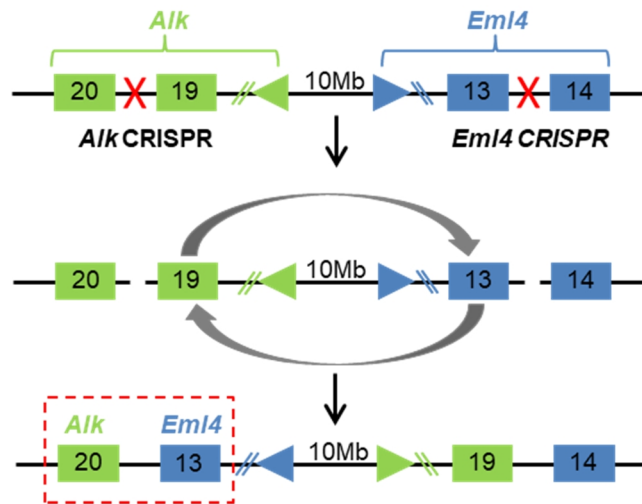 Alk Eml4
20 19 10Mb 13 14
Alk CRISPR Eml4 CRISPR
20 19 10Mb 13 14
Alk Eml4
20 13 10Mb 19 14